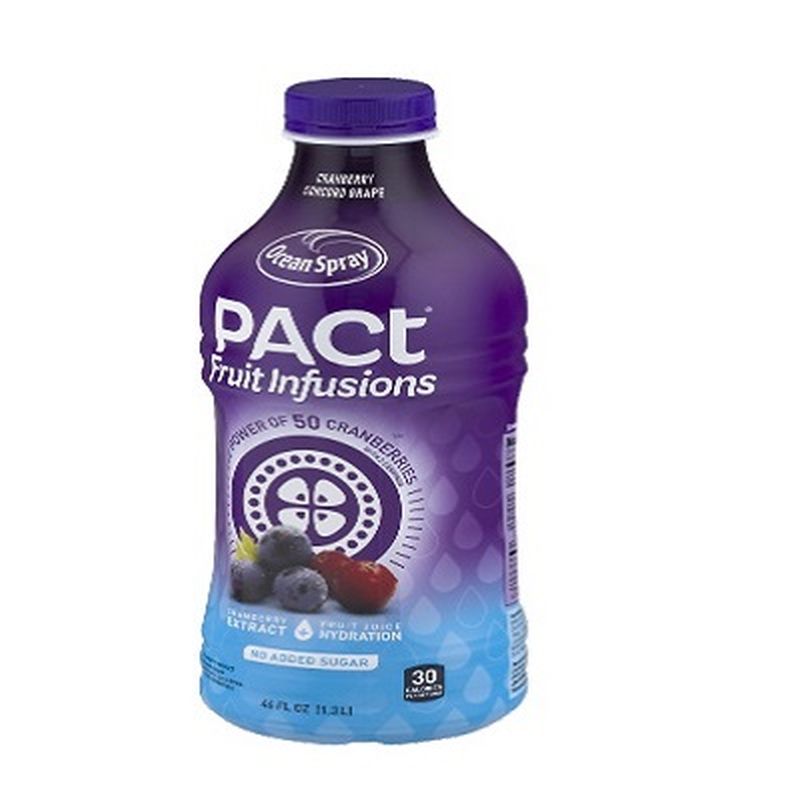 CRANBERRY
CONCORD GRAPE
Ocean Spray
PACt®
Fruit Infusions
POWER OF 50 CRANBERRIES
CRANBERRY
EXTRACT
FRUIT JUICE
HYDRATION
NO ADDED SUGAR
30
CALORIES
46 FL OZ (1.3L)